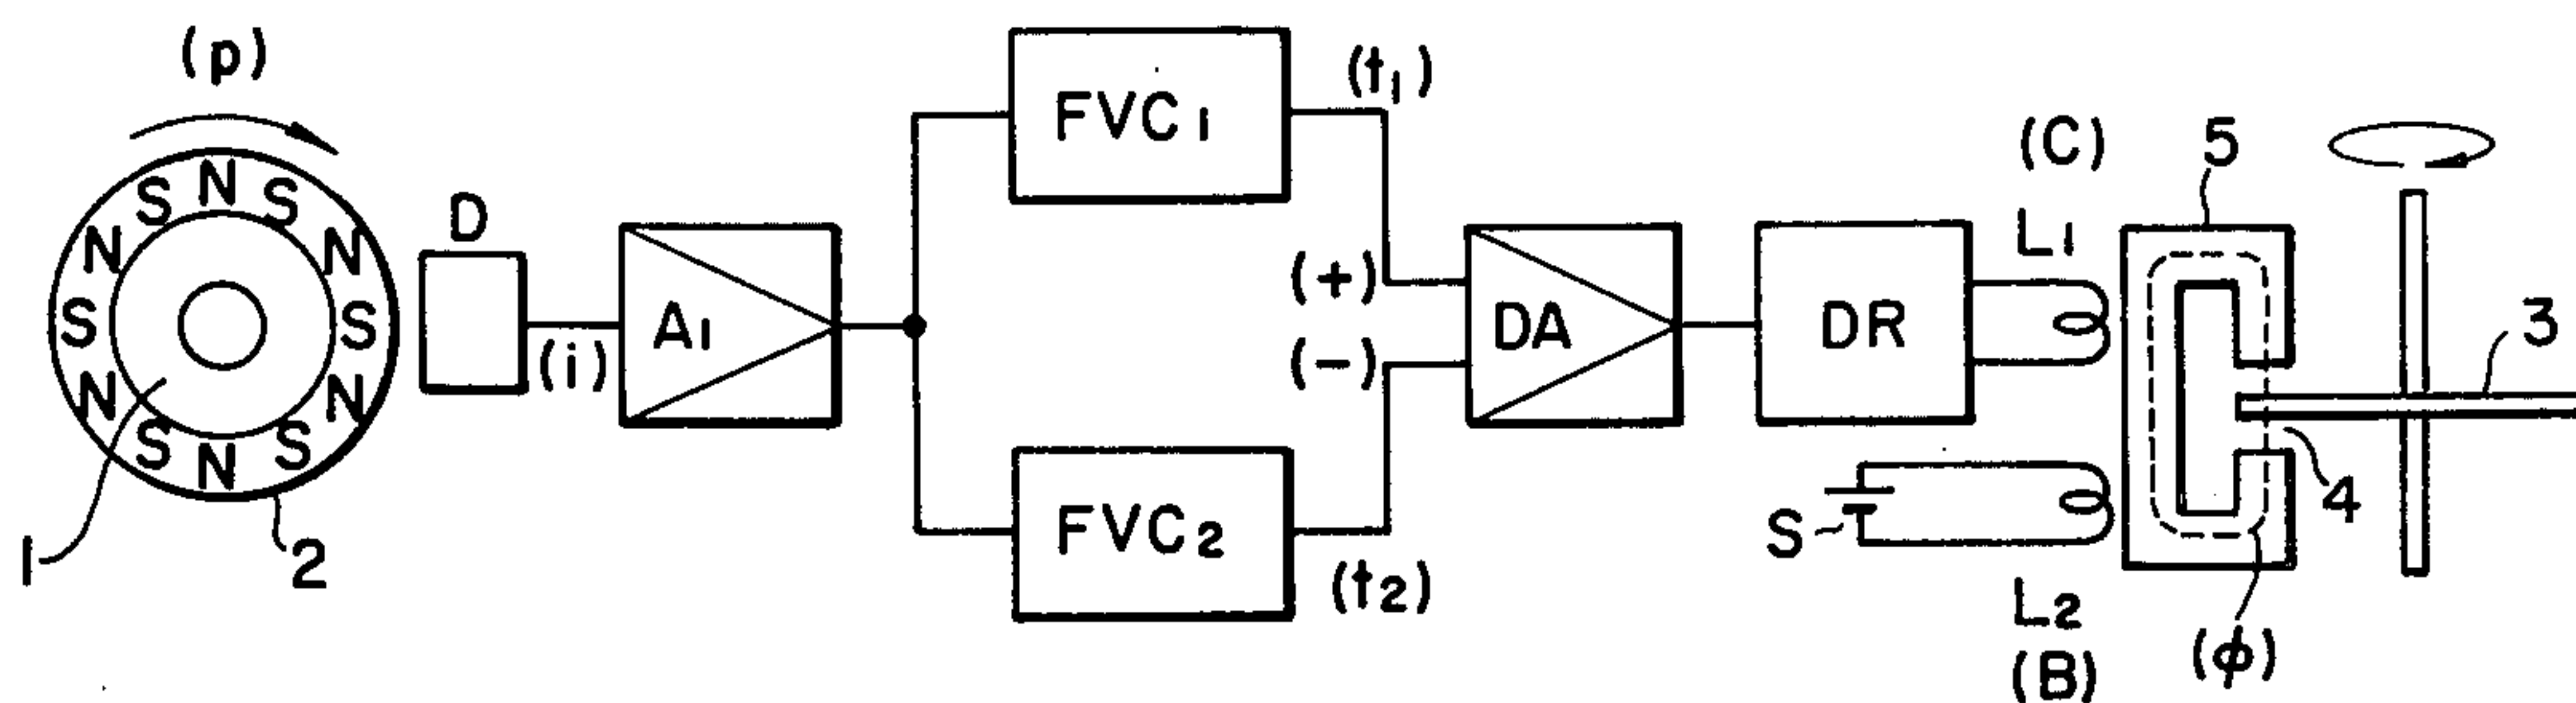 (p)
N S N S N S N S N S N S
1
2
D
(i)
A1
FVC1
(t1)
FVC2
(t2)
(+)
(-)
DA
DR
(C)
L1
S
L2
(B)
5
3
4
(ϕ)